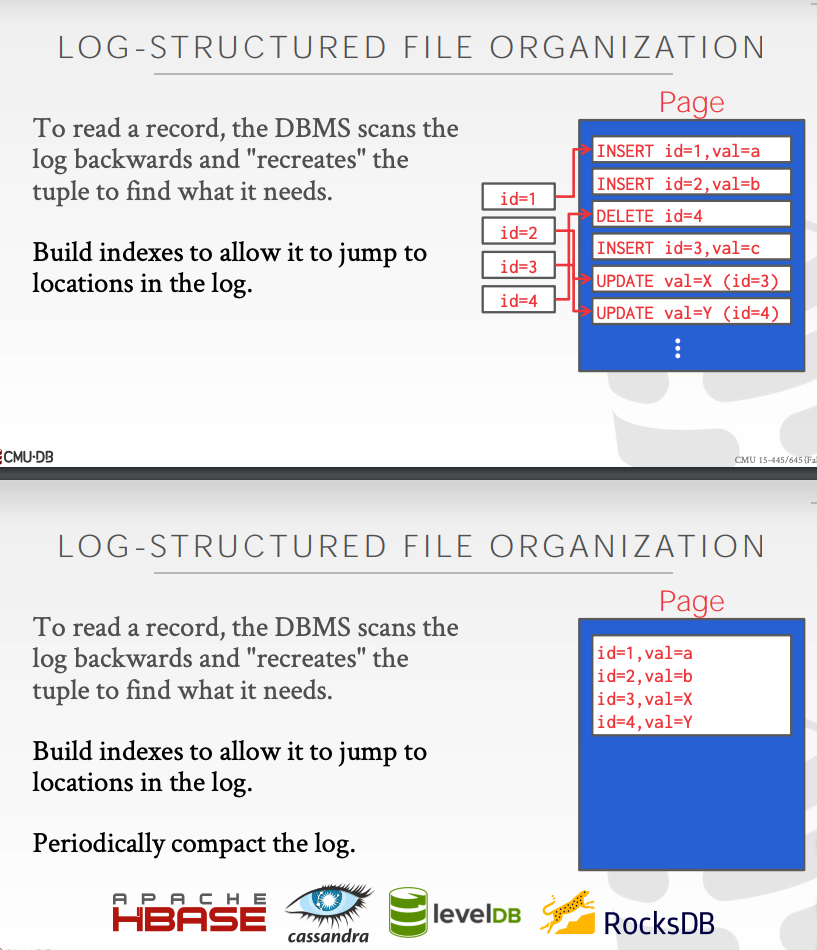 LOG-STRUCTURED FILE ORGANIZATION
To read a record, the DBMS scans the
log backwards and "recreates" the
tuple to find what it needs.
Build indexes to allow it to jump to
locations in the log.
id=1
id=2
id=3
id=4
Page
INSERT id=1,val=a
INSERT id=2,val=b
DELETE id=4
INSERT id=3,val=c
UPDATE val=X (id=3)
UPDATE val=Y (id=4)
CMU·DB
CMU 15-445/645 (Fal
LOG-STRUCTURED FILE ORGANIZATION
To read a record, the DBMS scans the
log backwards and "recreates" the
tuple to find what it needs.
Build indexes to allow it to jump to
locations in the log.
Periodically compact the log.
Page
id=1,val=a
id=2,val=b
id=3,val=X
id=4,val=Y
APACHE
HBASE
cassandra
levelDB
RocksDB